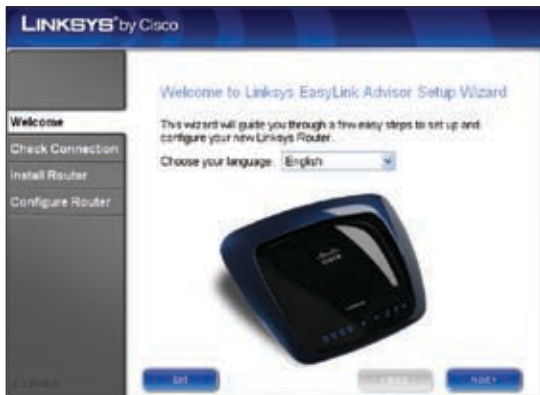 LINKSYS® by Cisco
Welcome to Linksys EasyLink Advisor Setup Wizard
Welcome
This wizard will guide you through a few easy steps to set up and
configure your new Linksys Router.
Check Connection
Choose your language: English
Install Router
Configure Router
CISCO
Exit
Next